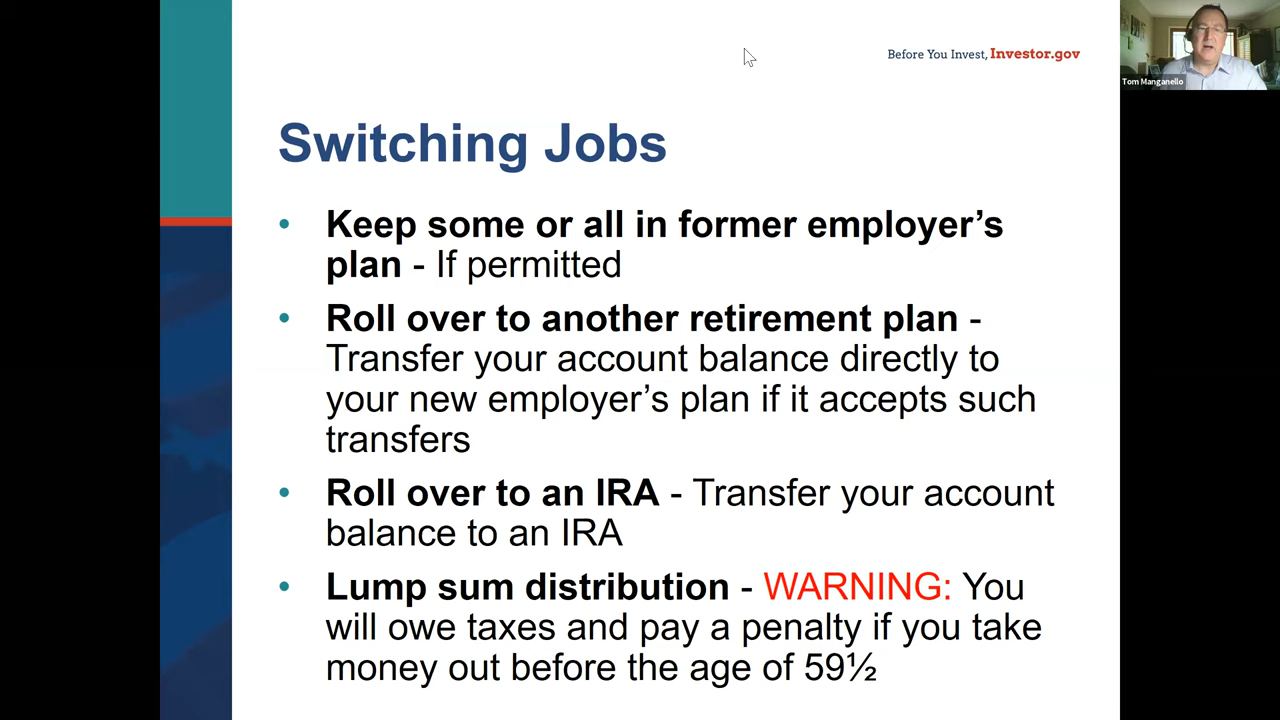 Before You Invest, Investor.gov
Tom Manganello
Switching Jobs
• Keep some or all in former employer’s
plan - If permitted
• Roll over to another retirement plan -
Transfer your account balance directly to
your new employer’s plan if it accepts such
transfers
• Roll over to an IRA - Transfer your account
balance to an IRA
• Lump sum distribution - WARNING: You
will owe taxes and pay a penalty if you take
money out before the age of 59½